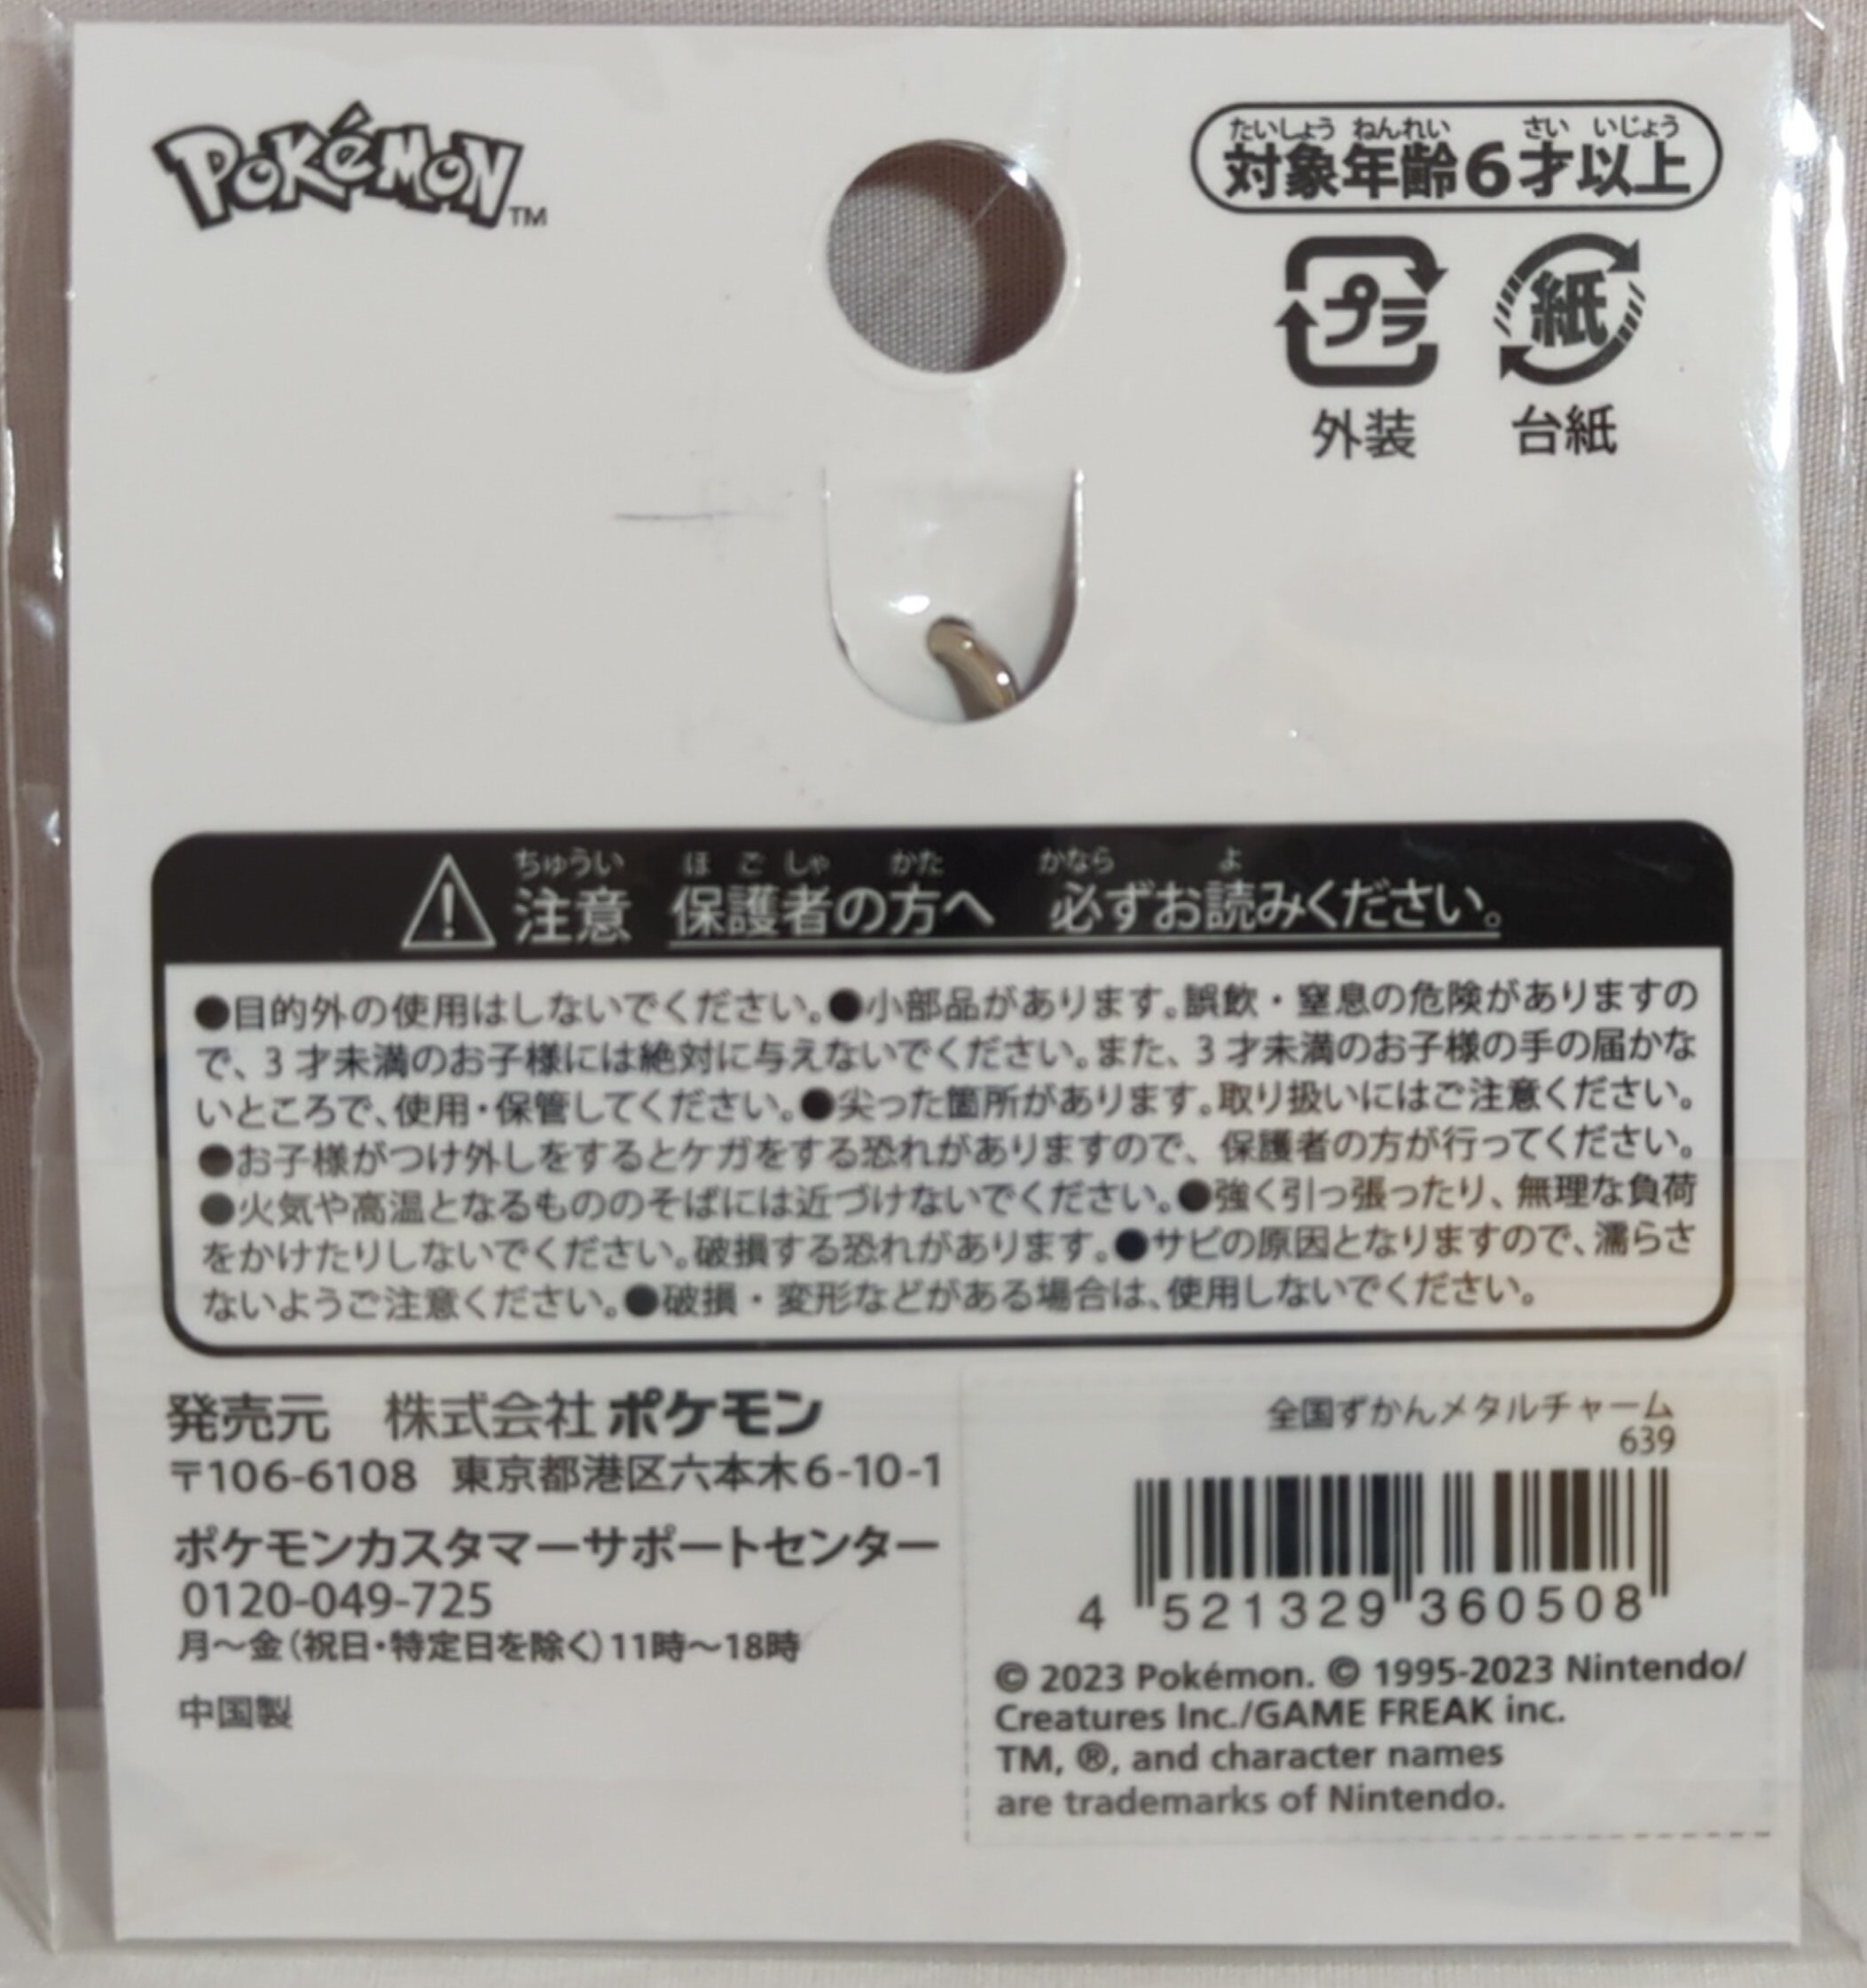 POKéMON™
たいしょう ねんれい さい いじょう
対象年齢6才以上
プラ 紙
外装 台紙
ちゅうい ほ ご しゃ かた かなら よ
注意 保護者の方へ 必ずお読みください。
●目的外の使用はしないでください。●小部品があります。誤飲・窒息の危険がありますの
で、3才未満のお子様には絶対に与えないでください。また、3才未満のお子様の手の届かな
いところで、使用・保管してください。●尖った箇所があります。取り扱いにはご注意ください。
●お子様がつけ外しをするとケガをする恐れがありますので、保護者の方が行ってください。
●火気や高温となるもののそばには近づけないでください。●強く引っ張ったり、無理な負荷
をかけたりしないでください。破損する恐れがあります。●サビの原因となりますので、濡らさ
ないようご注意ください。●破損・変形などがある場合は、使用しないでください。
発売元 株式会社ポケモン
〒106-6108 東京都港区六本木6-10-1
ポケモンカスタマーサポートセンター
0120-049-725
月～金(祝日・特定日を除く)11時～18時
中国製
全国ずかんメタルチャーム
639
4 521329 360508
© 2023 Pokémon. © 1995-2023 Nintendo/
Creatures Inc./GAME FREAK inc.
TM, ®, and character names
are trademarks of Nintendo.